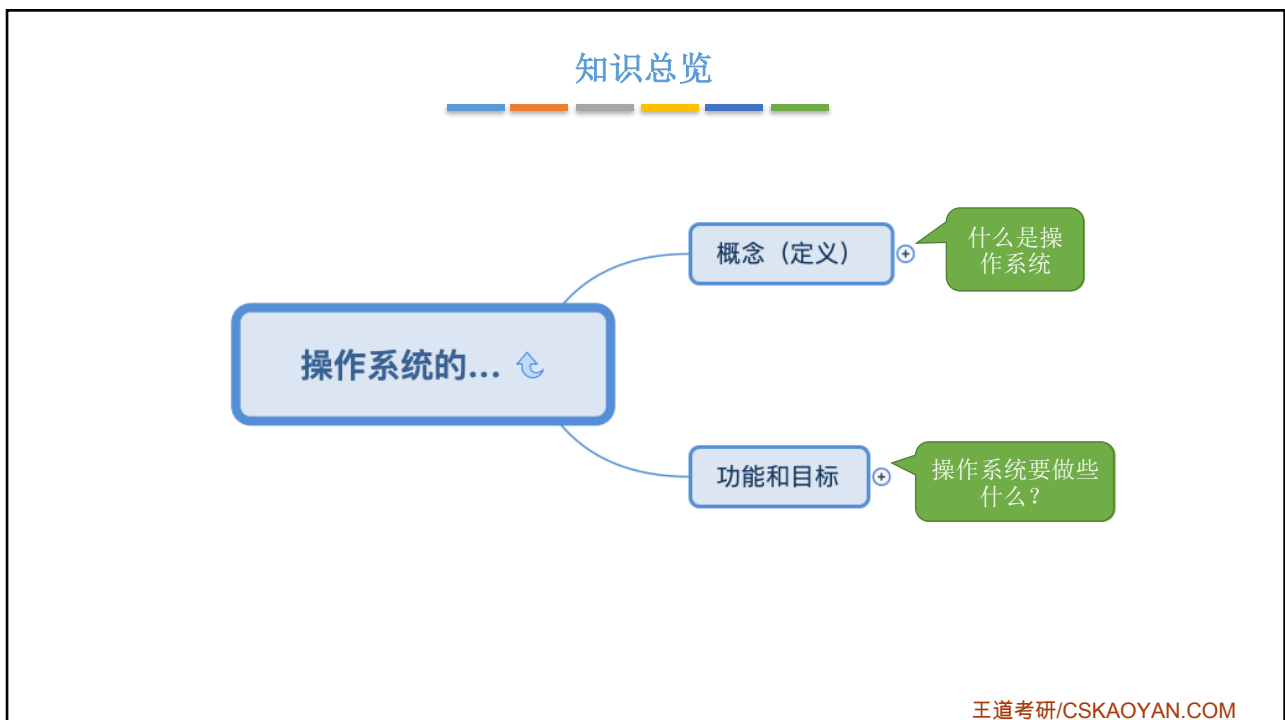 知识总览
概念（定义）
什么是操
作系统
操作系统的...
功能和目标
操作系统要做些
什么？
王道考研/CSKAOYAN.COM